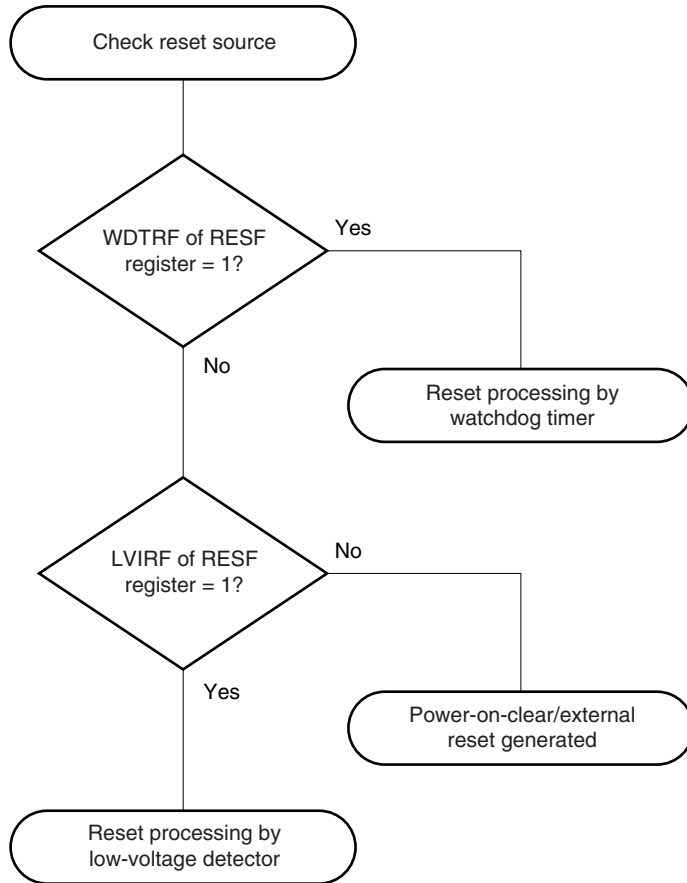 Check reset source
WDTRF of RESF
register = 1?
Yes
No
Reset processing by
watchdog timer
LVIRF of RESF
register = 1?
No
Yes
Power-on-clear/external
reset generated
Reset processing by
low-voltage detector